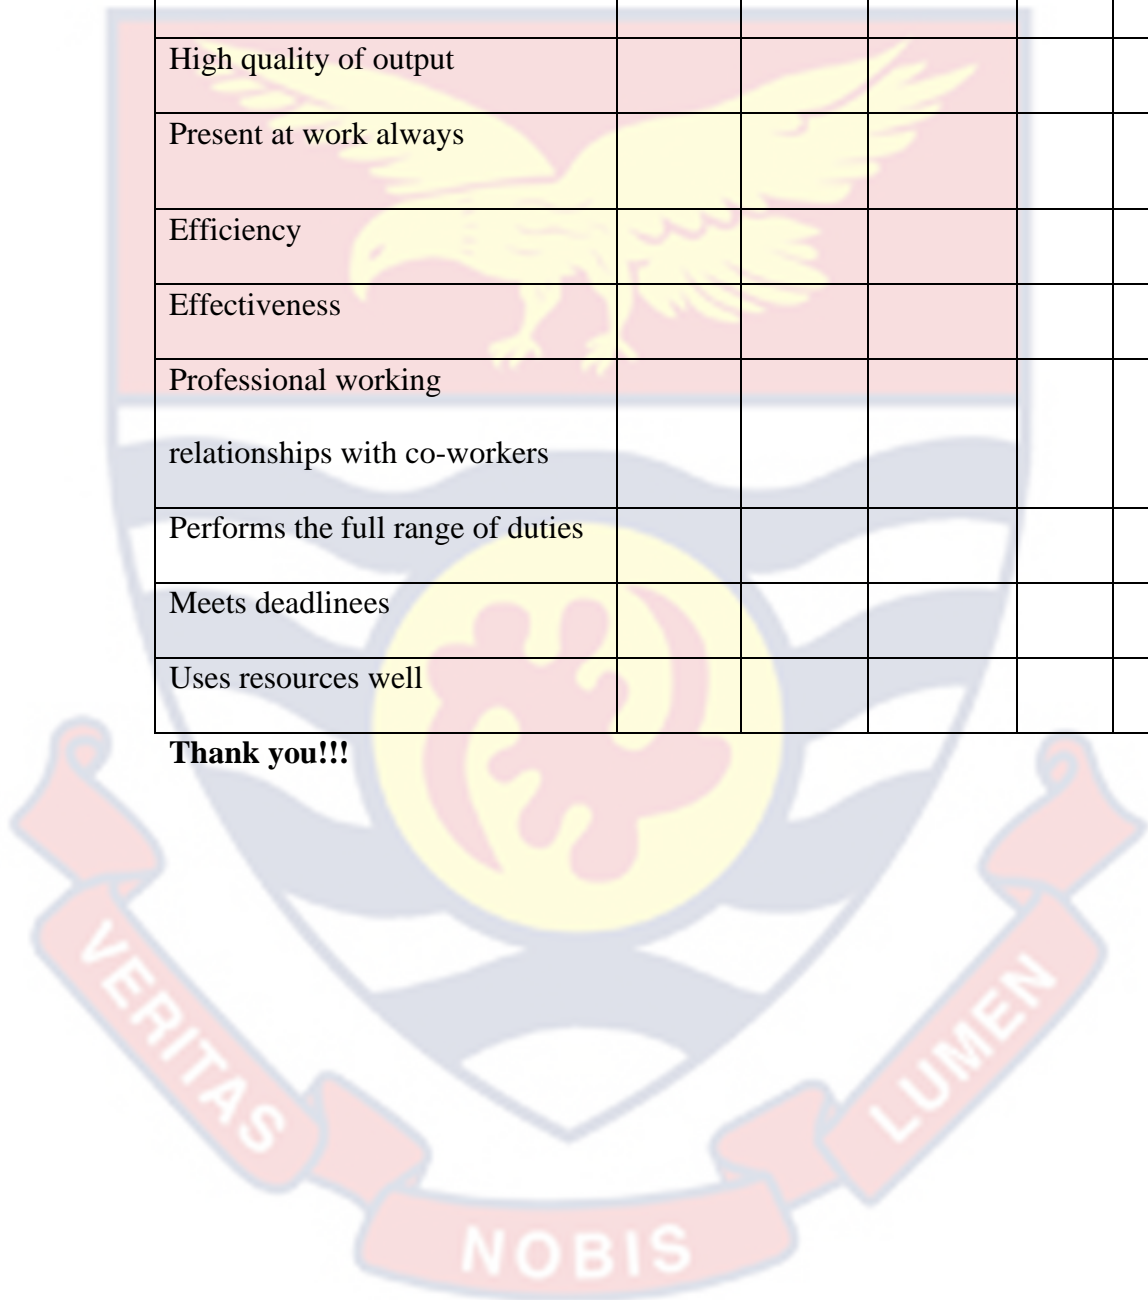 High quality of output
Present at work always
Efficiency
Effectiveness
Professional working
relationships with co-workers
Performs the full range of duties
Meets deadlinees
Uses resources well
Thank you!!!
VERITAS
NOBIS
LUMEN